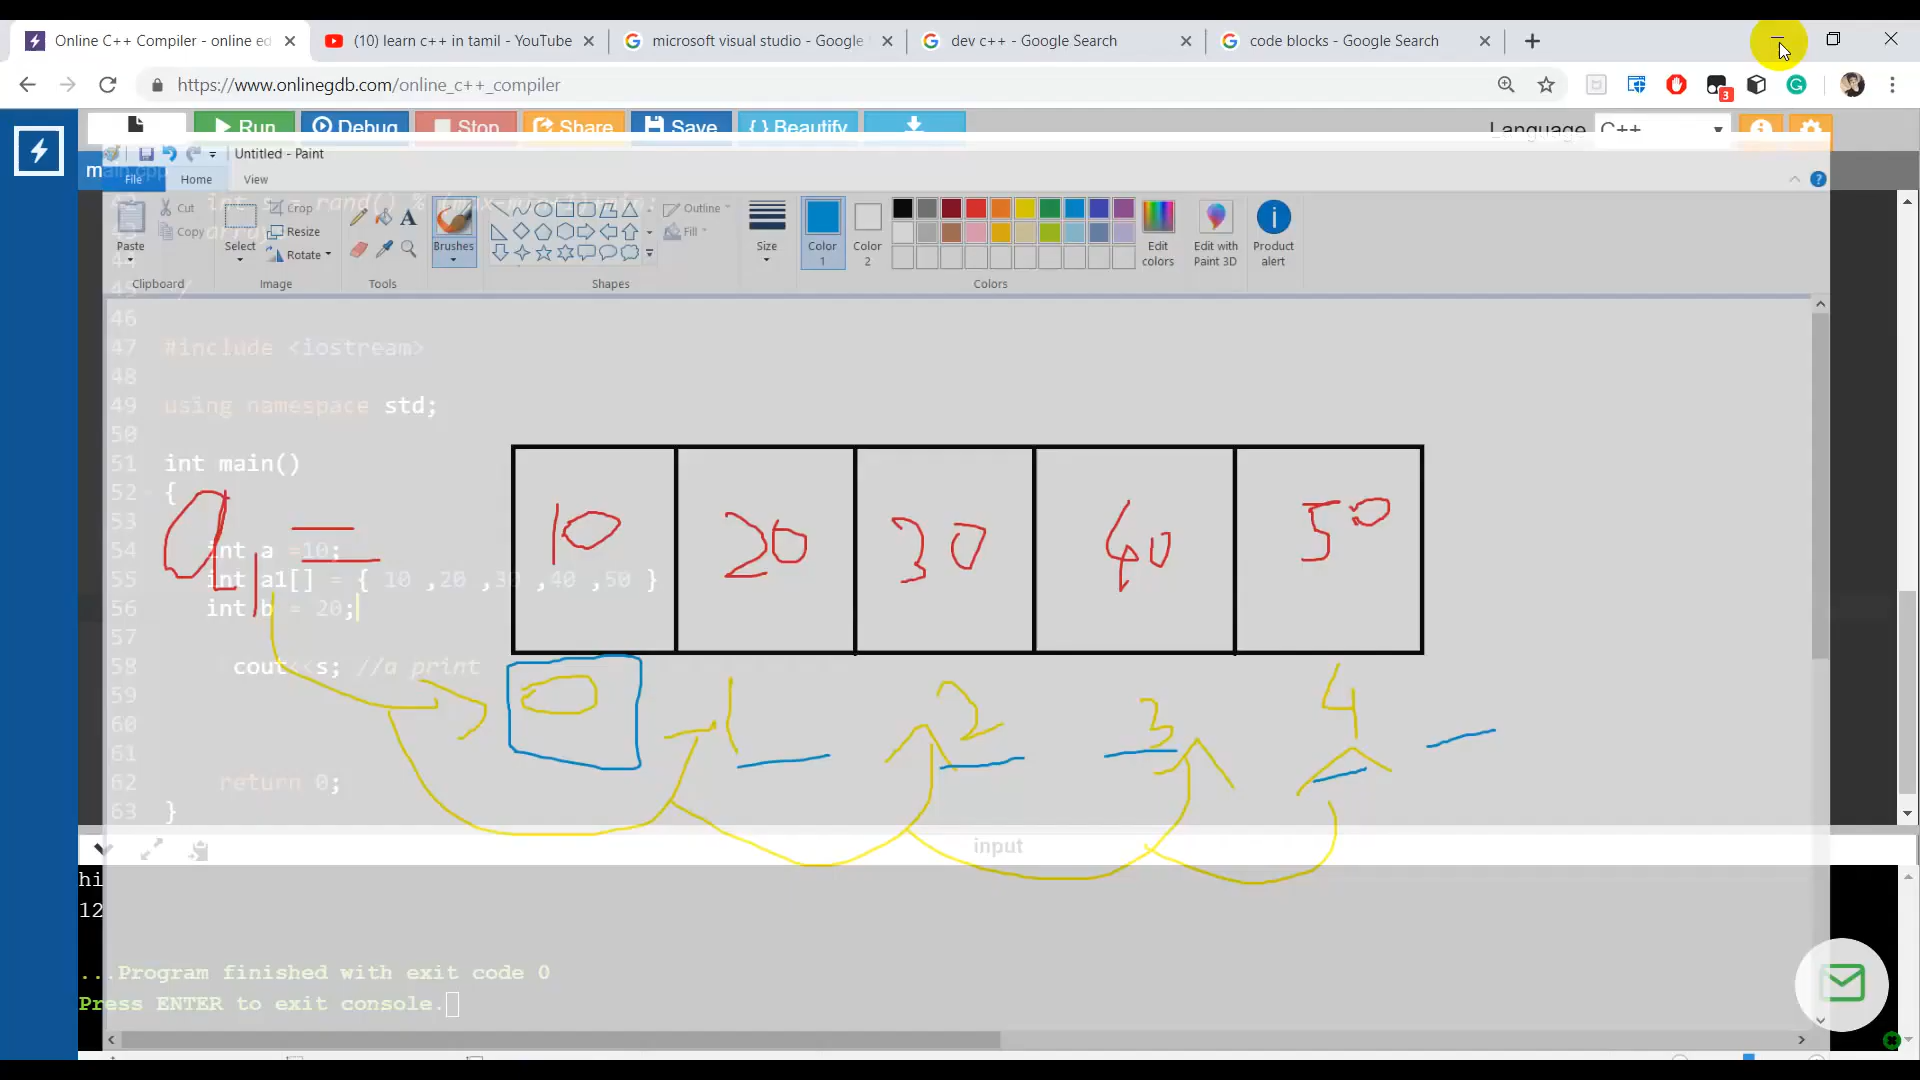 Online C++ Compiler - online ed
(10) learn c++ in tamil - YouTube
microsoft visual studio - Google
dev c++ - Google Search
code blocks - Google Search
https://www.onlinegdb.com/online_c++_compiler
3
Run
Debug
Stop
Share
Save
{ } Beautify
Language
C++
Untitled - Paint
main.cpp
File
Home
View
Paste
Cut
Copy
Select
Crop
Resize
Rotate
Brushes
Outline
Fill
Size
Color 1
Color 2
Edit colors
Edit with Paint 3D
Product alert
Clipboard
Image
Tools
Shapes
Colors
= rand() %
44
46
47 #include <iostream>
48
49 using namespace std;
50
51 int main()
52 {
53
54 int a =10;
55 int a1[] = { 10 ,20 ,30 ,40 ,50 }
56 int b = 20;
57
58 cout<<s; //a print
59
60
61
62 return 0;
63 }
a1 =
10 20 30 40 50
0 1 2 3 4
input
hi
12
...Program finished with exit code 0
Press ENTER to exit console.